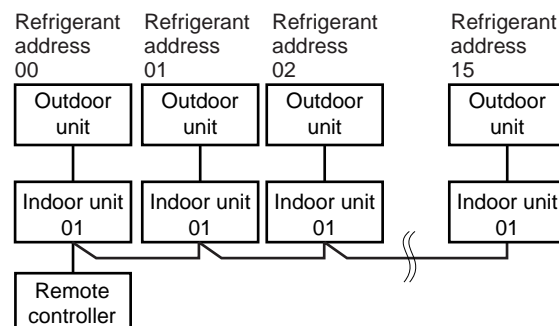 Refrigerant
address
00
Refrigerant
address
01
Refrigerant
address
02
Refrigerant
address
15
Outdoor
unit
Outdoor
unit
Outdoor
unit
Outdoor
unit
Indoor unit
01
Indoor unit
01
Indoor unit
01
Indoor unit
01
Remote
controller